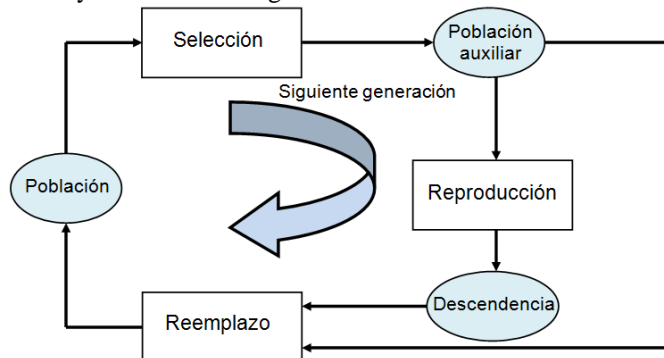 Selección
Población
auxiliar
Siguiente generación
Población
Reproducción
Descendencia
Reemplazo